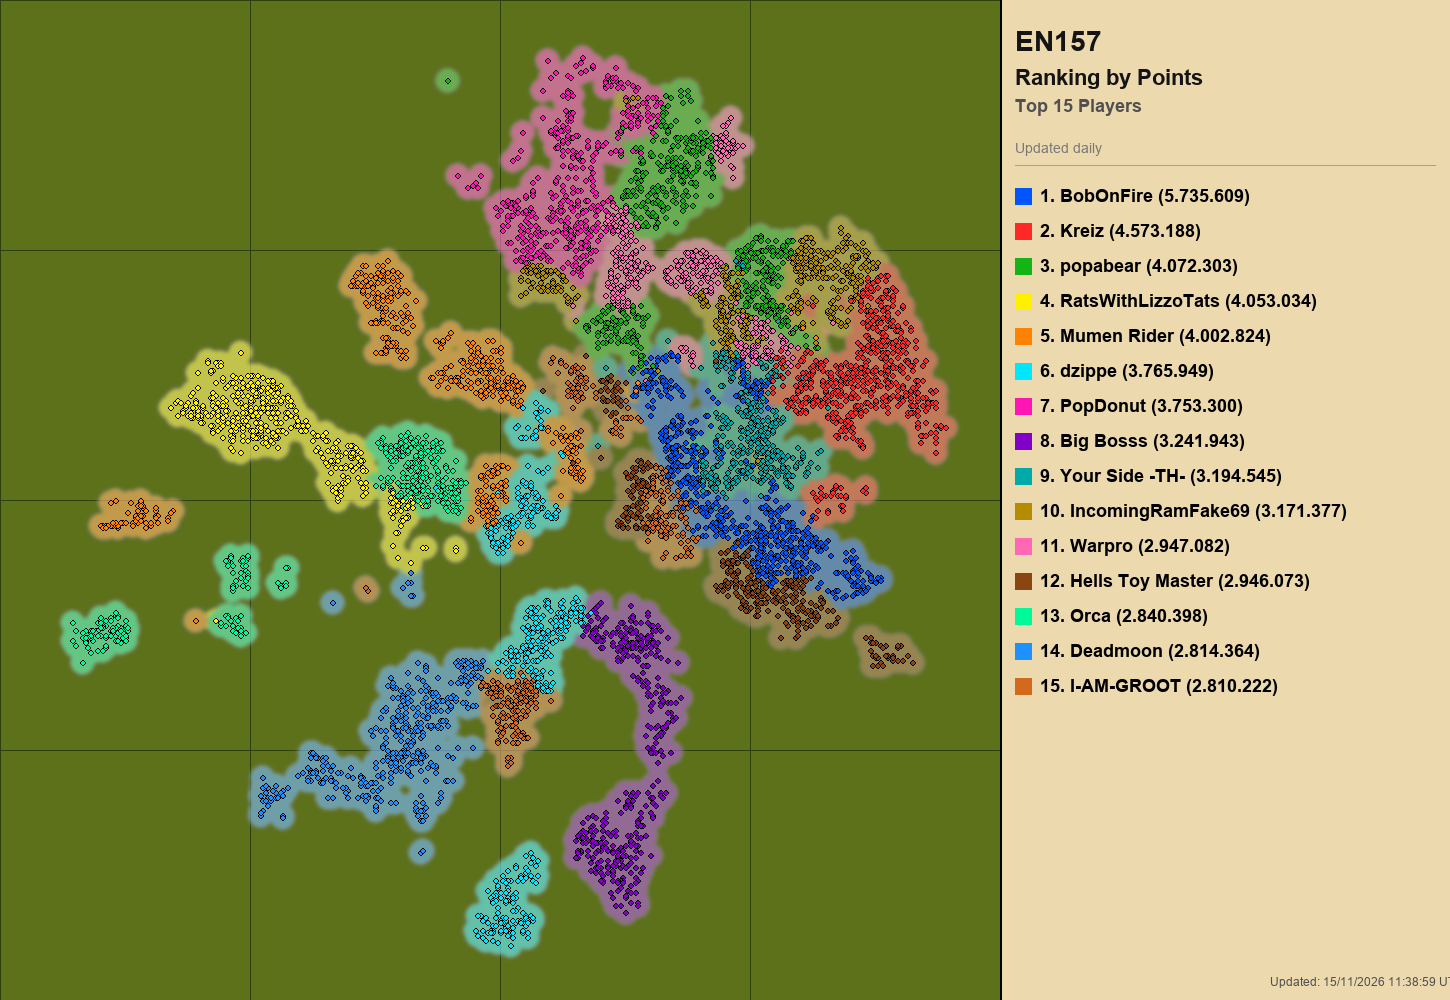 EN157
Ranking by Points
Top 15 Players
Updated daily
1. BobOnFire (5.735.609)
2. Kreiz (4.573.188)
3. popabear (4.072.303)
4. RatsWithLizzoTats (4.053.034)
5. Mumen Rider (4.002.824)
6. dzippe (3.765.949)
7. PopDonut (3.753.300)
8. Big Bosss (3.241.943)
9. Your Side -TH- (3.194.545)
10. IncomingRamFake69 (3.171.377)
11. Warpro (2.947.082)
12. Hells Toy Master (2.946.073)
13. Orca (2.840.398)
14. Deadmoon (2.814.364)
15. I-AM-GROOT (2.810.222)
Updated: 15/11/2026 11:38:59